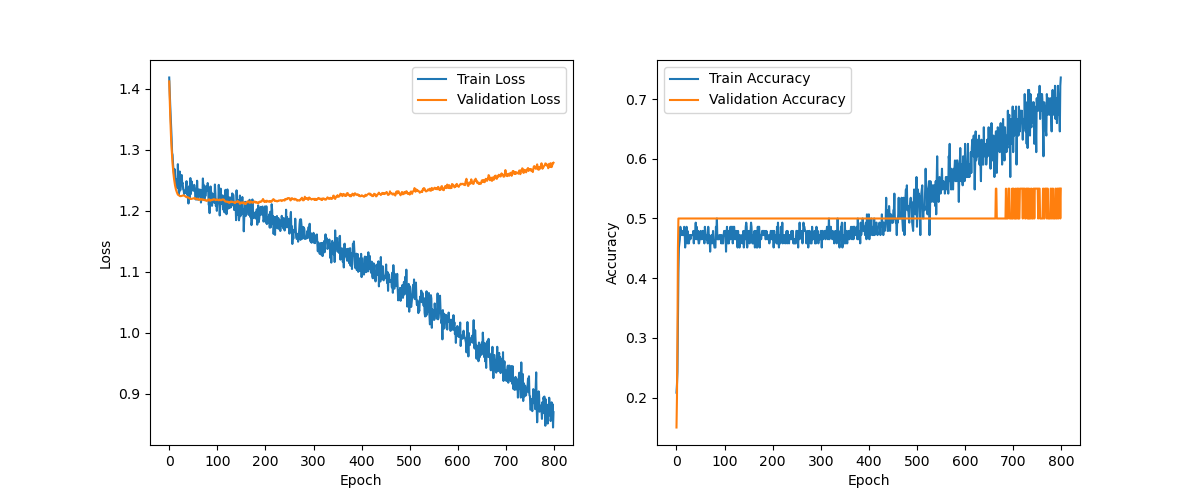 Train Loss
Validation Loss
1.4
1.3
1.2
1.1
1.0
0.9
Loss
0 100 200 300 400 500 600 700 800
Epoch
Train Accuracy
Validation Accuracy
0.7
0.6
0.5
0.4
0.3
0.2
Accuracy
0 100 200 300 400 500 600 700 800
Epoch